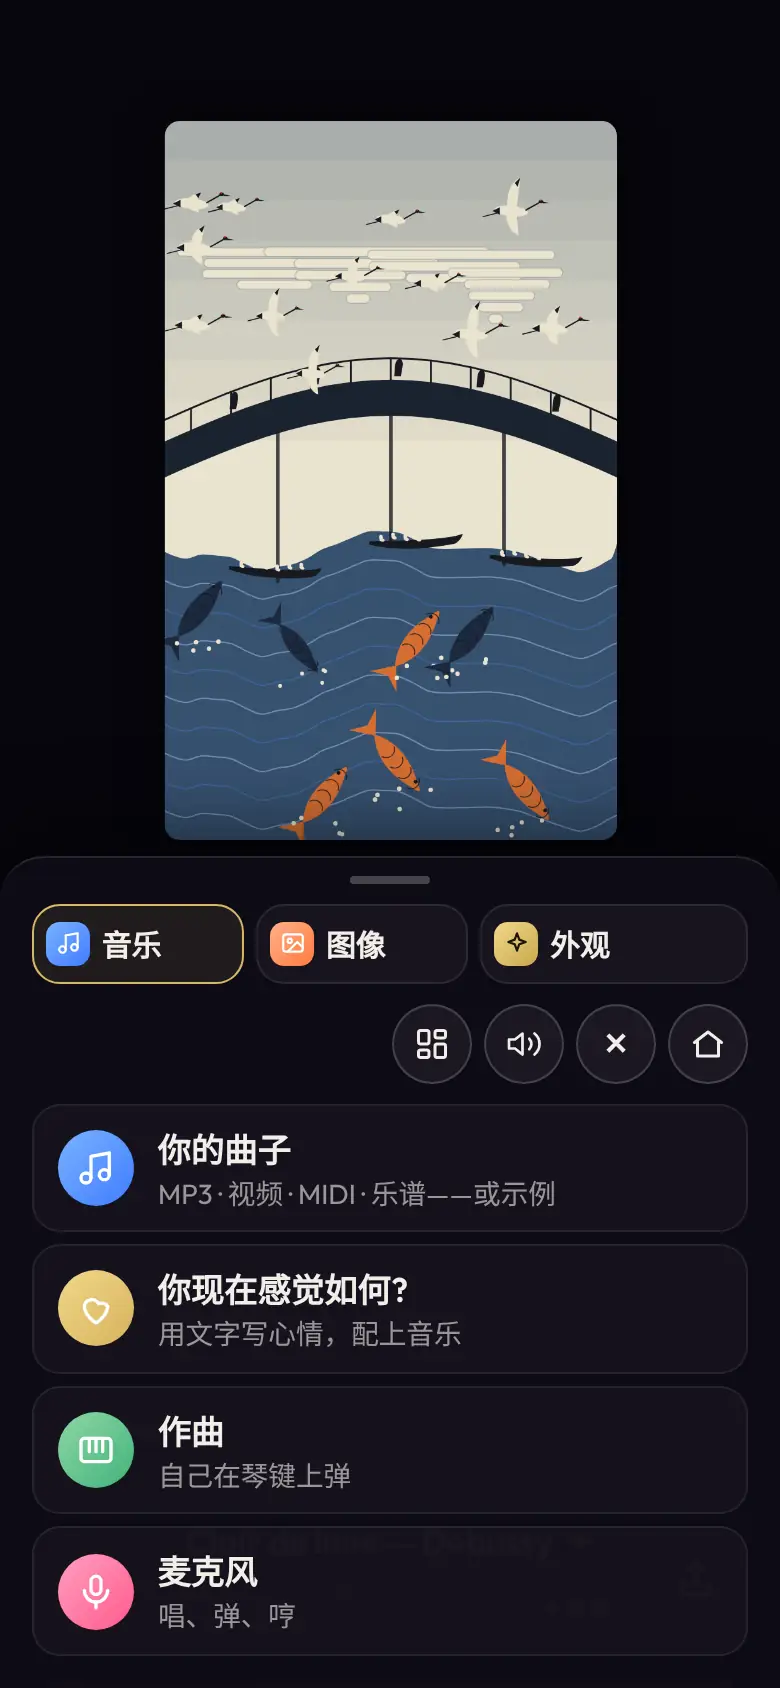 音乐
图像
外观
你的曲子
MP3·视频·MIDI·乐谱——或示例
你现在感觉如何?
用文字写心情，配上音乐
作曲
自己在琴键上弹
麦克风
唱、弹、哼